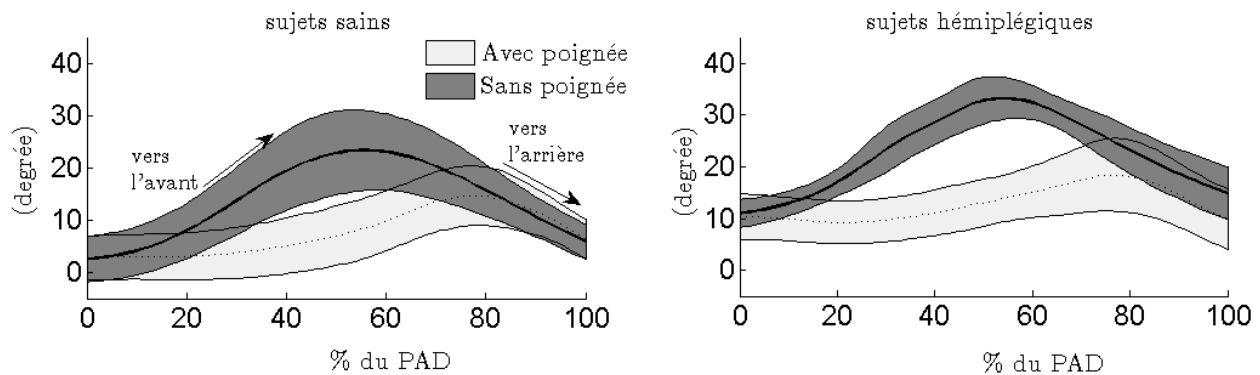 sujets sains
40
30
20
10
0
(degrée)
Avec poignée
Sans poignée
vers
l'avant
vers
l'arrière
0 20 40 60 80 100
% du PAD
sujets hémiplégiques
40
30
20
10
0
(degrée)
0 20 40 60 80 100
% du PAD